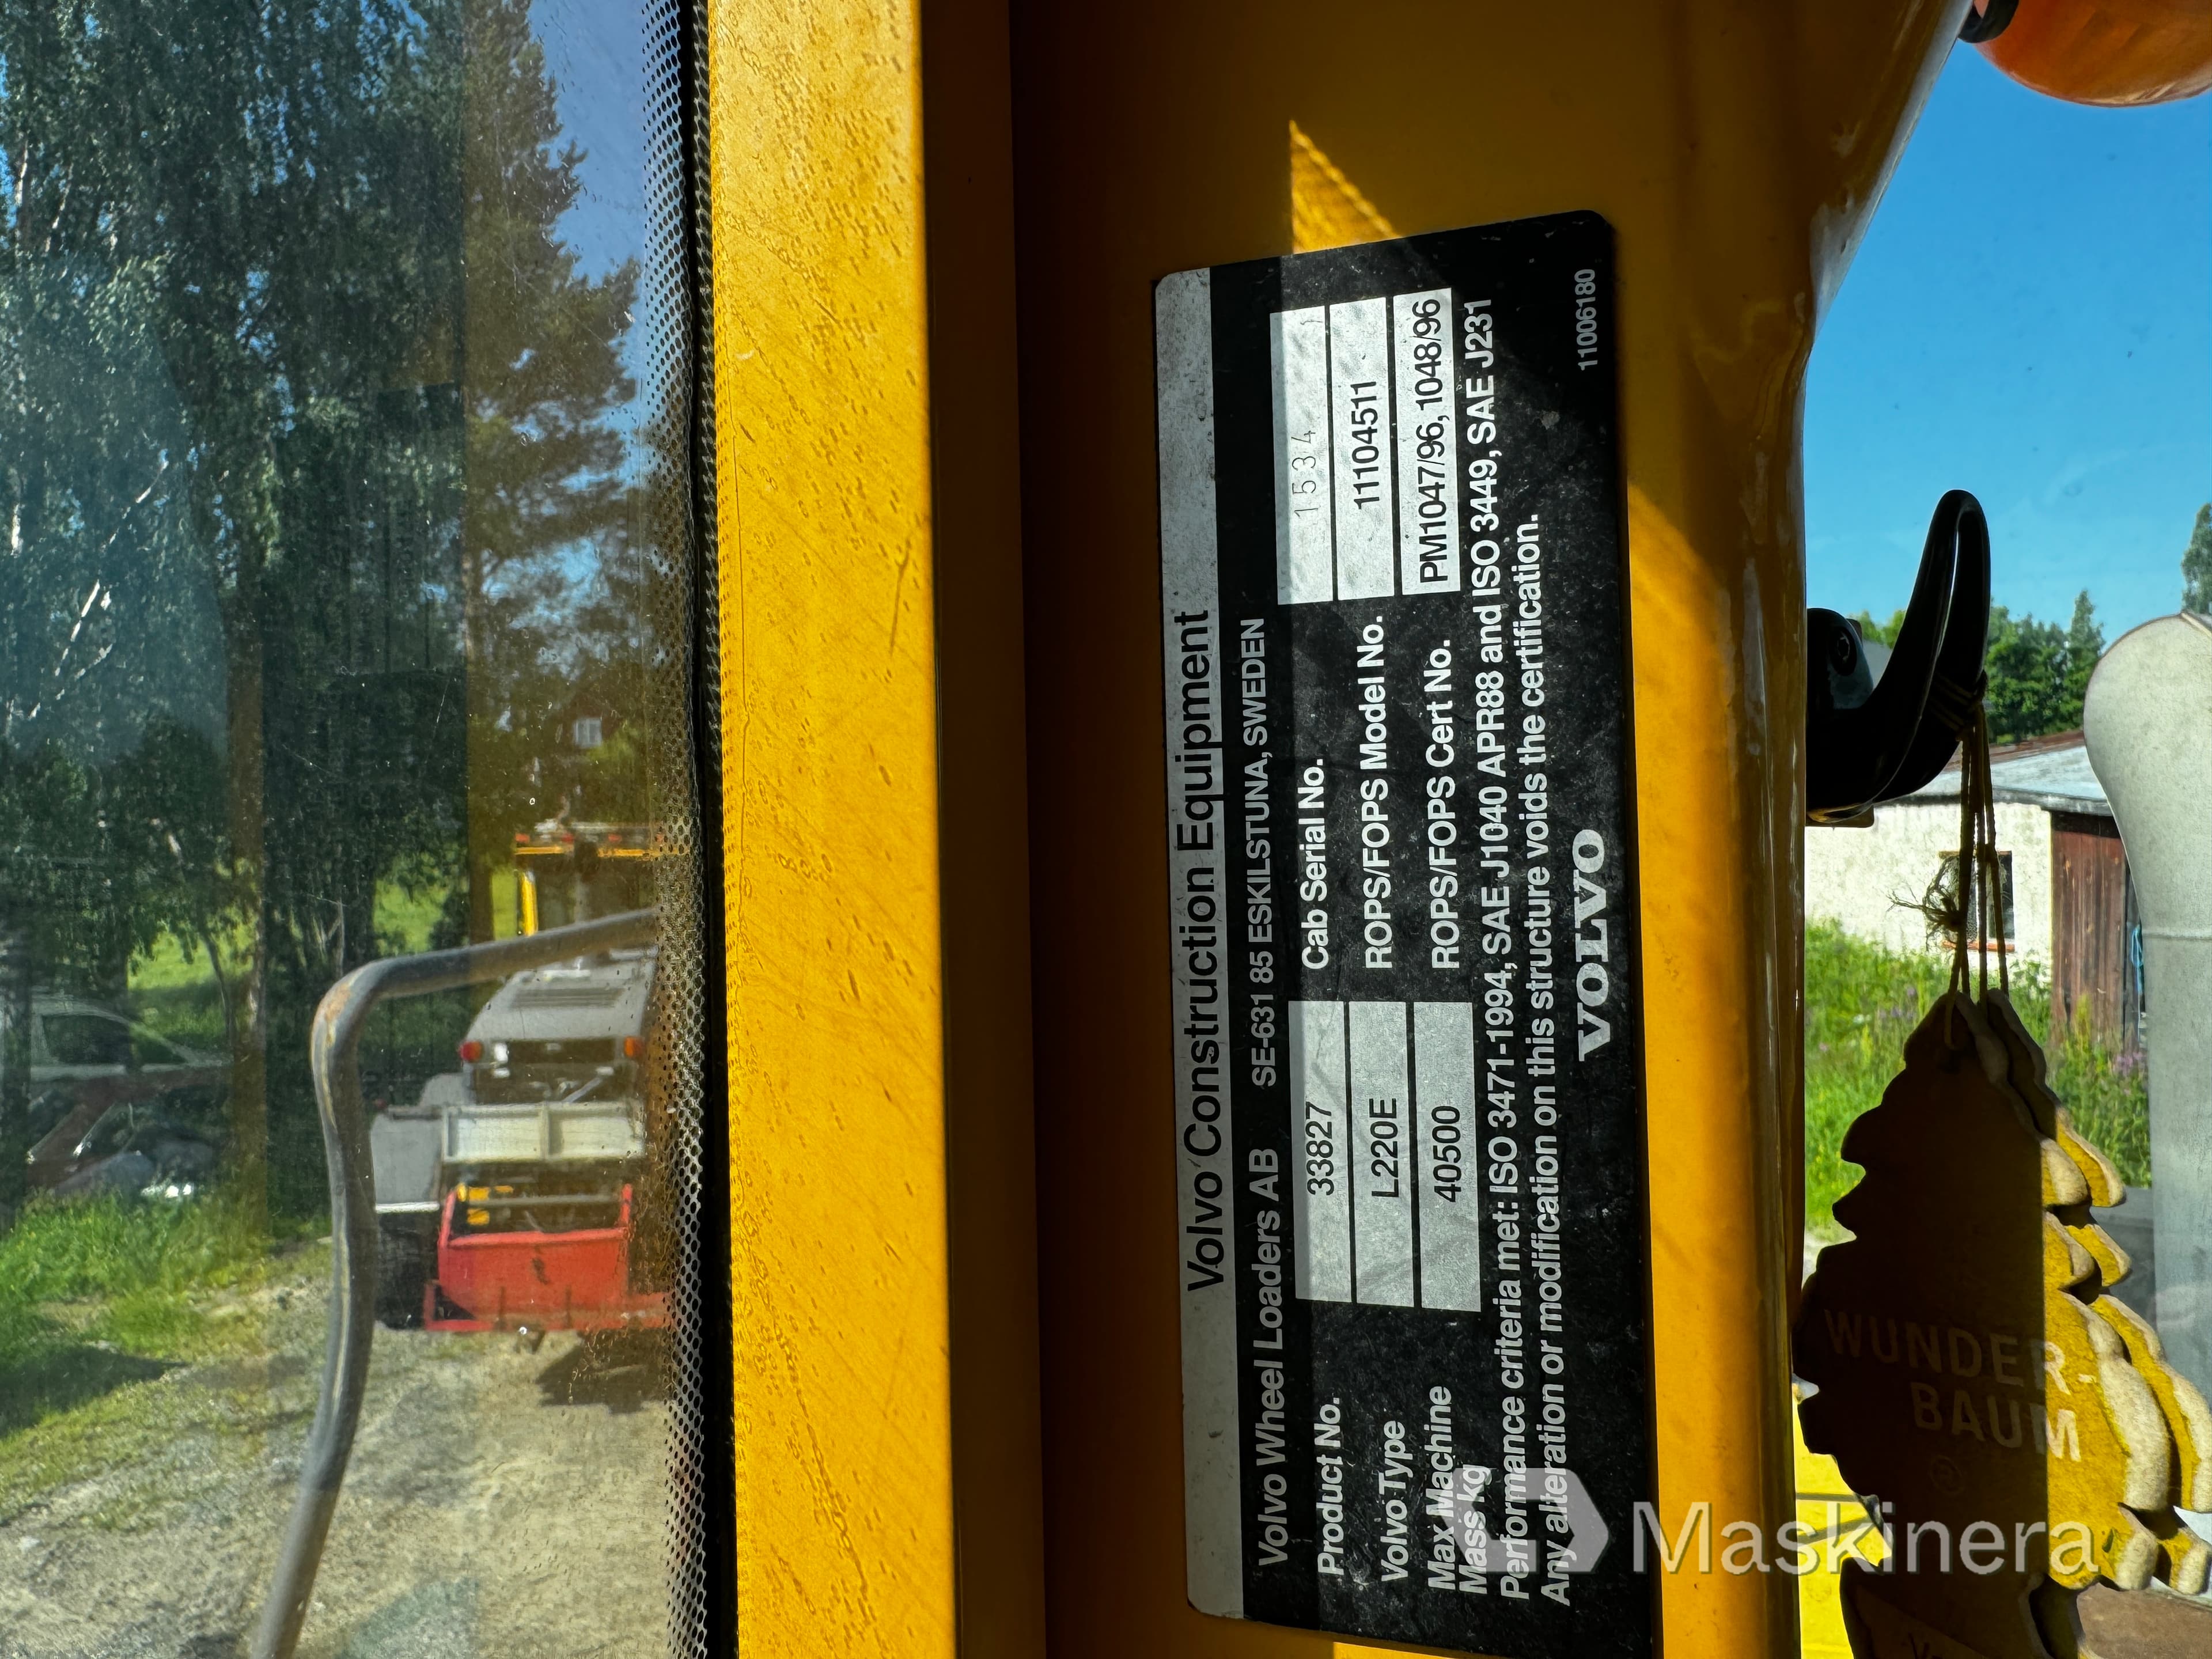 Volvo Construction Equipment
Volvo Wheel Loaders AB SE-631 85 ESKILSTUNA, SWEDEN
Product No. 33827 Cab Serial No. 1534
Volvo Type L220E ROPS/FOPS Model No. 11104511
Max Machine Mass kg 40500 ROPS/FOPS Cert No. PM1047/96, 1048/96
Performance criteria met: ISO 3471-1994, SAE J1040 APR88 and ISO 3449, SAE J231
Any alteration or modification on this structure voids the certification.
VOLVO
11006180
WUNDER-
BAUM
®
Maskinera